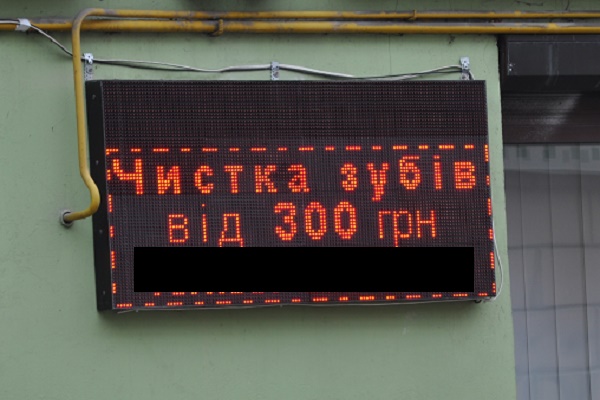 Чистка зубів
від 300 грн